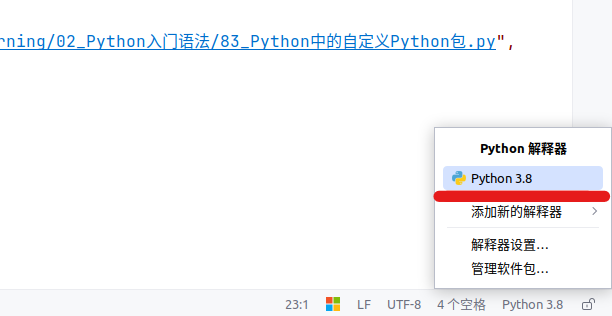 rning/02_Python入门语法/83_Python中的自定义Python包.py",
Python 解释器
Python 3.8
添加新的解释器
解释器设置...
管理软件包...
23:1 LF UTF-8 4 个空格 Python 3.8